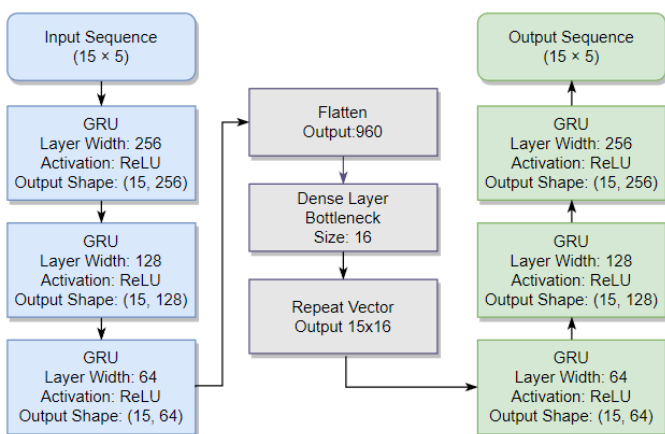 Input Sequence
(15 × 5)
GRU
Layer Width: 256
Activation: ReLU
Output Shape: (15, 256)
GRU
Layer Width: 128
Activation: ReLU
Output Shape: (15, 128)
GRU
Layer Width: 64
Activation: ReLU
Output Shape: (15, 64)
Flatten
Output:960
Dense Layer
Bottleneck
Size: 16
Repeat Vector
Output 15x16
Output Sequence
(15 × 5)
GRU
Layer Width: 256
Activation: ReLU
Output Shape: (15, 256)
GRU
Layer Width: 128
Activation: ReLU
Output Shape: (15, 128)
GRU
Layer Width: 64
Activation: ReLU
Output Shape: (15, 64)